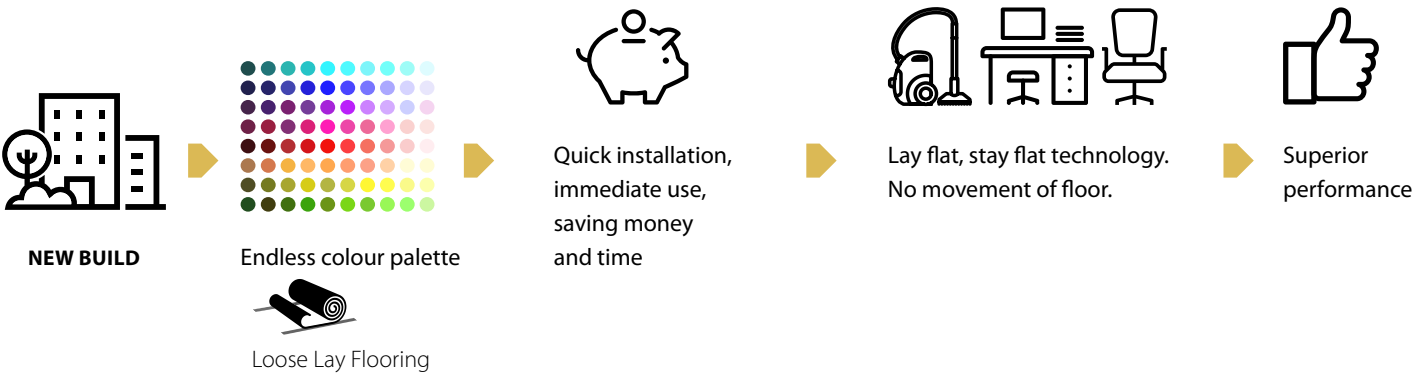 NEW BUILD
Endless colour palette
Loose Lay Flooring
Quick installation,
immediate use,
saving money
and time
Lay flat, stay flat technology.
No movement of floor.
Superior
performance